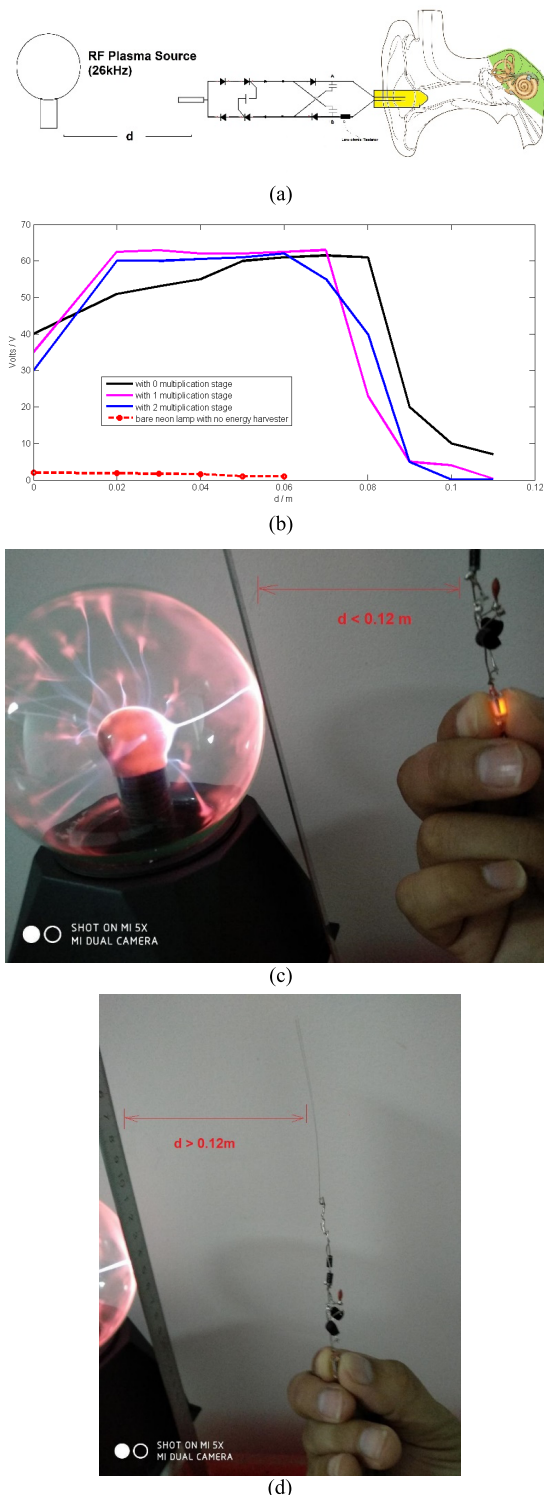 RF Plasma Source
(26kHz)
d
A
B
(a)
70
60
50
40
30
20
10
0
Volts / V
with 0 multiplication stage
with 1 multiplication stage
with 2 multiplication stage
bare neon lamp with no energy harvester
0
0.02
0.04
0.06
0.08
0.1
0.12
d / m
(b)
d < 0.12 m
SHOT ON MI 5X
MI DUAL CAMERA
(c)
d > 0.12m
SHOT ON MI 5X
MI DUAL CAMERA
(d)